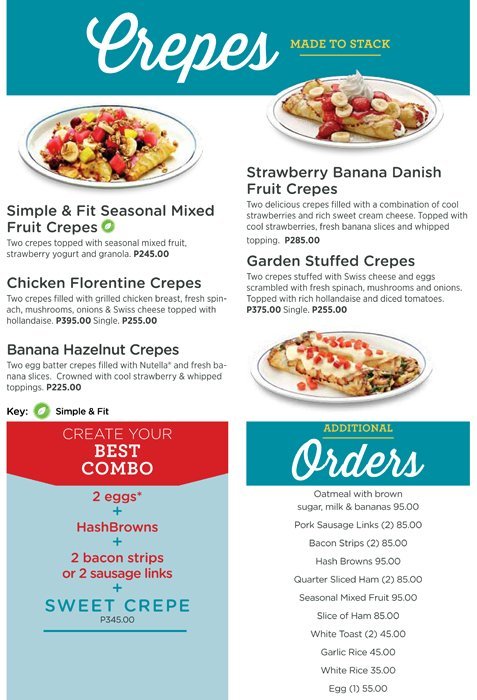 Crepes
MADE TO STACK
Simple & Fit Seasonal Mixed
Fruit Crepes
Two crepes topped with seasonal mixed fruit,
strawberry yogurt and granola. P245.00
Chicken Florentine Crepes
Two crepes filled with grilled chicken breast, fresh spin-
ach, mushrooms, onions & Swiss cheese topped with
hollandaise. P395.00 Single. P255.00
Banana Hazelnut Crepes
Two egg batter crepes filled with Nutella* and fresh ba-
nana slices. Crowned with cool strawberry & whipped
toppings. P225.00
Key: Simple & Fit
Strawberry Banana Danish
Fruit Crepes
Two delicious crepes filled with a combination of cool
strawberries and rich sweet cream cheese. Topped with
cool strawberries, fresh banana slices and whipped
topping. P285.00
Garden Stuffed Crepes
Two crepes stuffed with Swiss cheese and eggs
scrambled with fresh spinach, mushrooms and onions.
Topped with rich hollandaise and diced tomatoes.
P375.00 Single. P255.00
CREATE YOUR
BEST
COMBO
2 eggs*
+
HashBrowns
+
2 bacon strips
or 2 sausage links
+
SWEET CREPE
P345.00
ADDITIONAL
Orders
Oatmeal with brown
sugar, milk & bananas 95.00
Pork Sausage Links (2) 85.00
Bacon Strips (2) 85.00
Hash Browns 95.00
Quarter Sliced Ham (2) 85.00
Seasonal Mixed Fruit 95.00
Slice of Ham 85.00
White Toast (2) 45.00
Garlic Rice 45.00
White Rice 35.00
Egg (1) 55.00